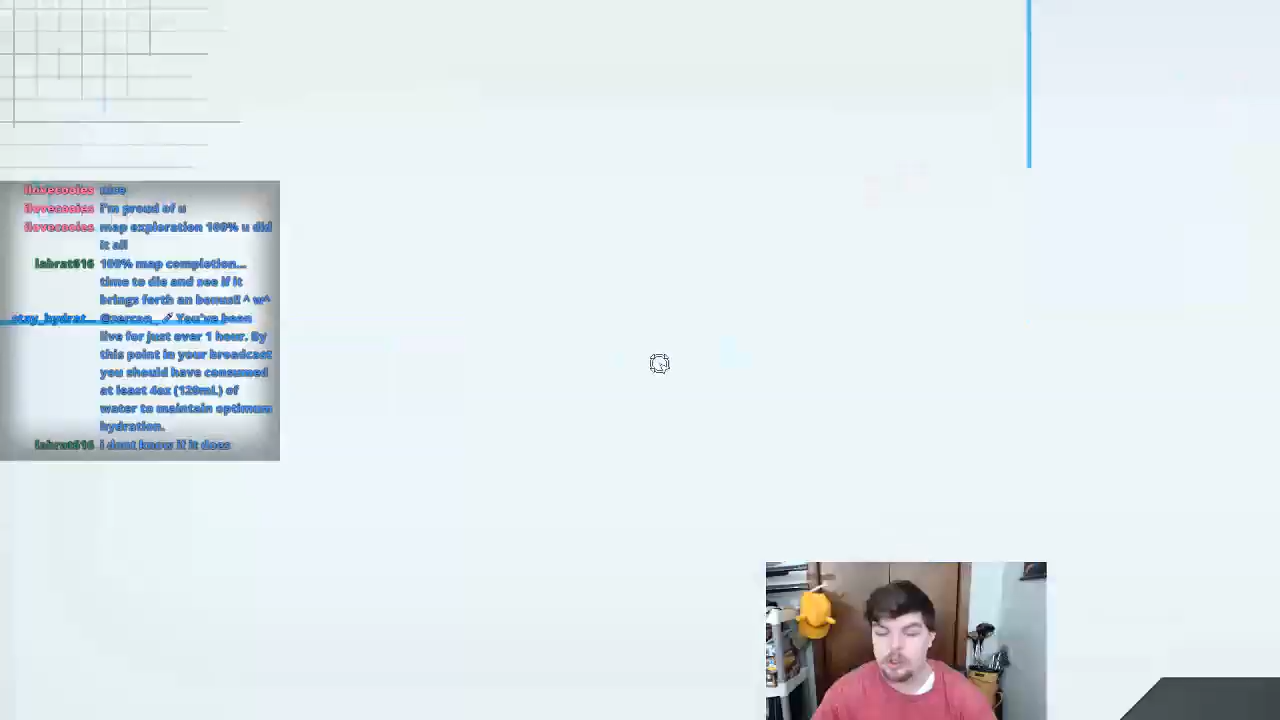 ilovecooies nice
ilovecooies i'm proud of u
ilovecooies map exploration 100% u did
it all
labrat616 100% map completion...
time to die and see if it
brings forth an bonus!! ^ w^
stay_hydrat... You've been
live for just over 1 hour. By
this point in your broadcast
you should have consumed
at least 4oz (120mL) of
water to maintain optimum
hydration.
labrat616 i dont know if it does